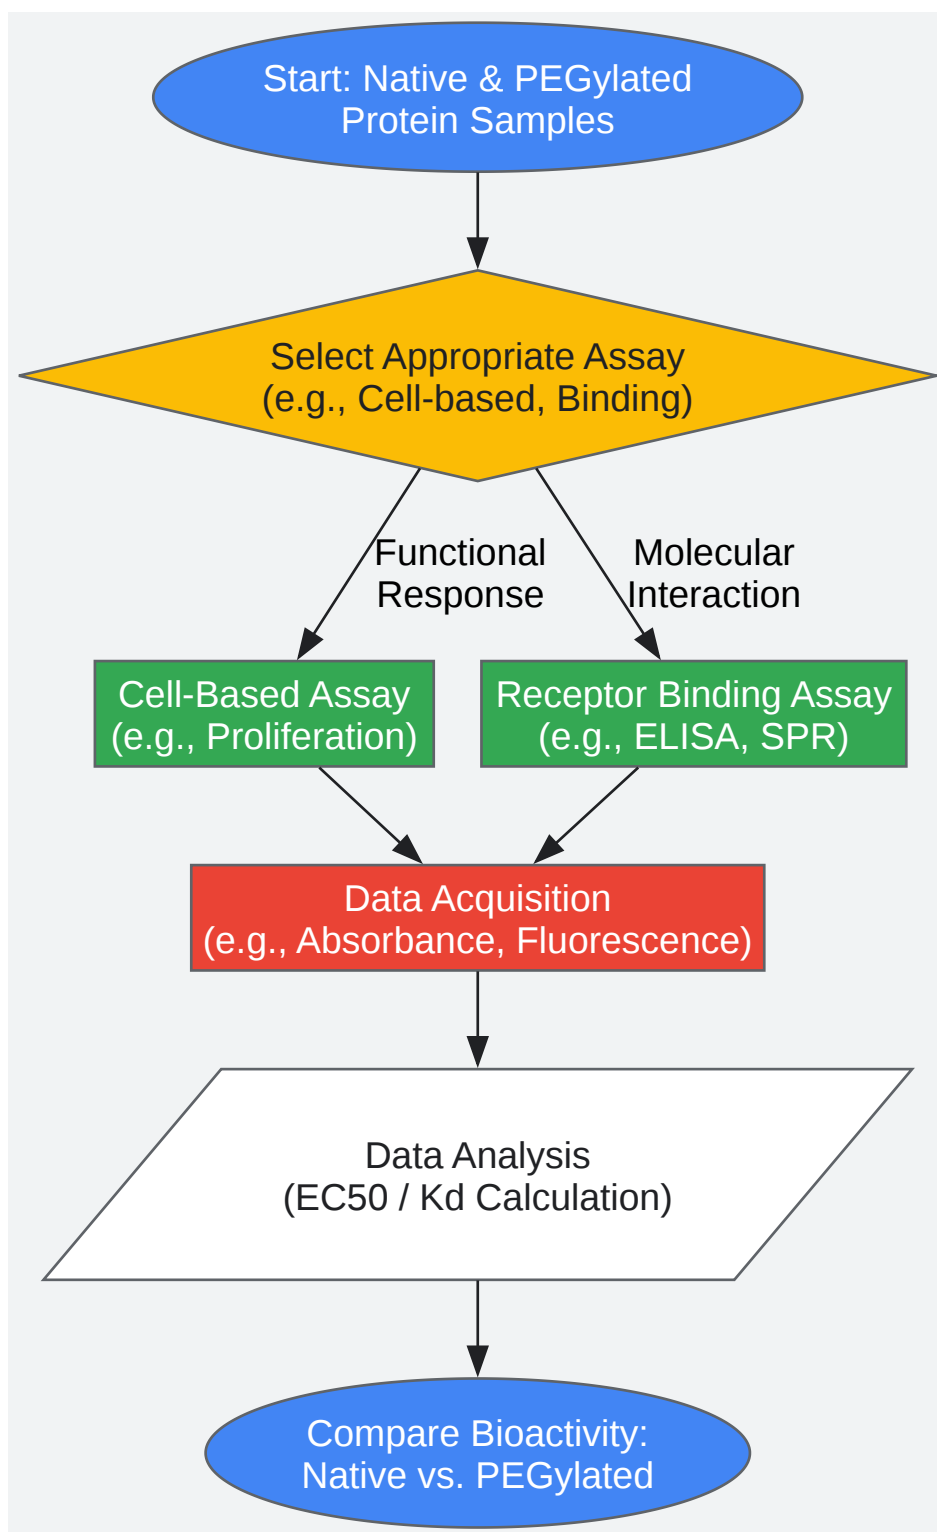 Start: Native & PEGylated
Protein Samples
Select Appropriate Assay
(e.g., Cell-based, Binding)
Functional
Response
Molecular
Interaction
Cell-Based Assay
(e.g., Proliferation)
Receptor Binding Assay
(e.g., ELISA, SPR)
Data Acquisition
(e.g., Absorbance, Fluorescence)
Data Analysis
(EC50 / Kd Calculation)
Compare Bioactivity:
Native vs. PEGylated